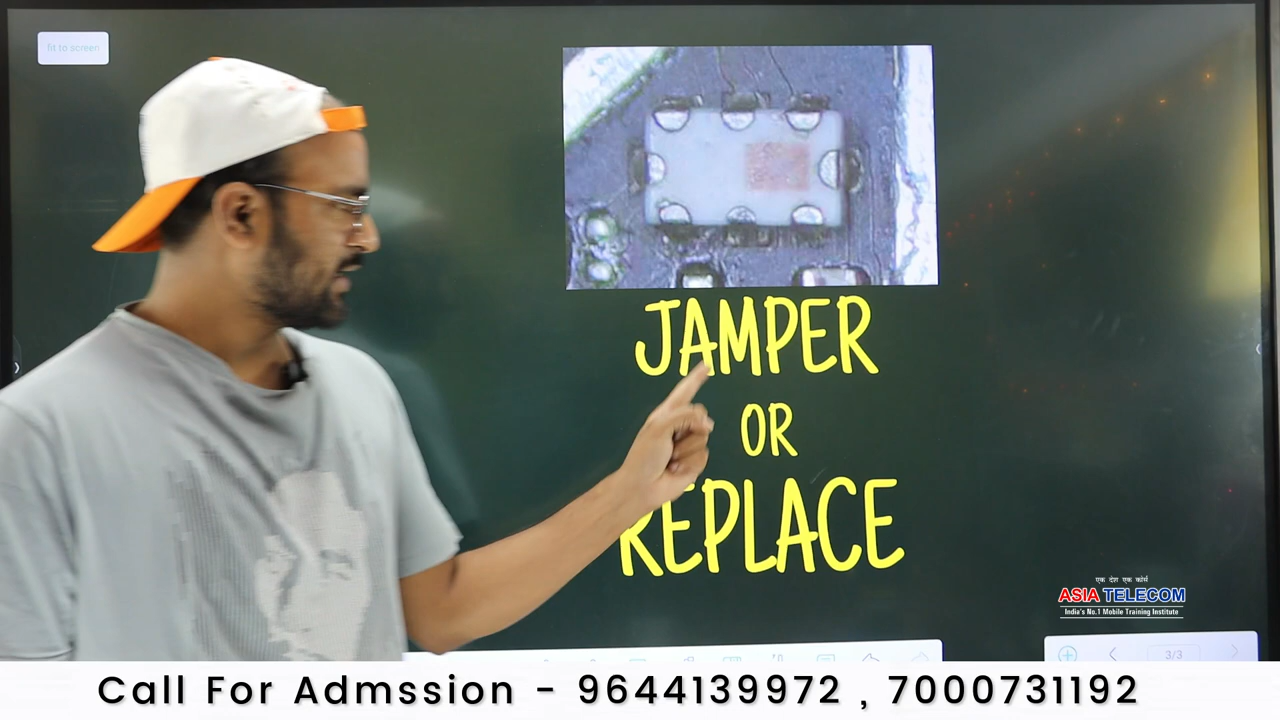 fit to screen
JAMPER
OR
REPLACE
एक देश एक कोर्स
ASIA TELECOM
India's No.1 Mobile Training Institute
3/3
Call For Admssion - 9644139972 , 7000731192